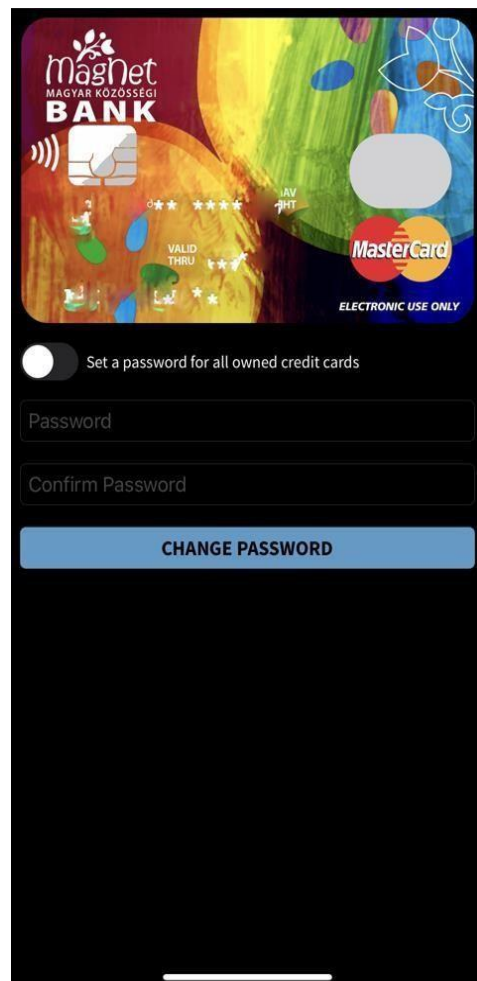 MagNet
MAGYAR KÖZÖSSÉGI
BANK
** ****
VALID
THRU
***
**
MasterCard
ELECTRONIC USE ONLY
Set a password for all owned credit cards
Password
Confirm Password
CHANGE PASSWORD